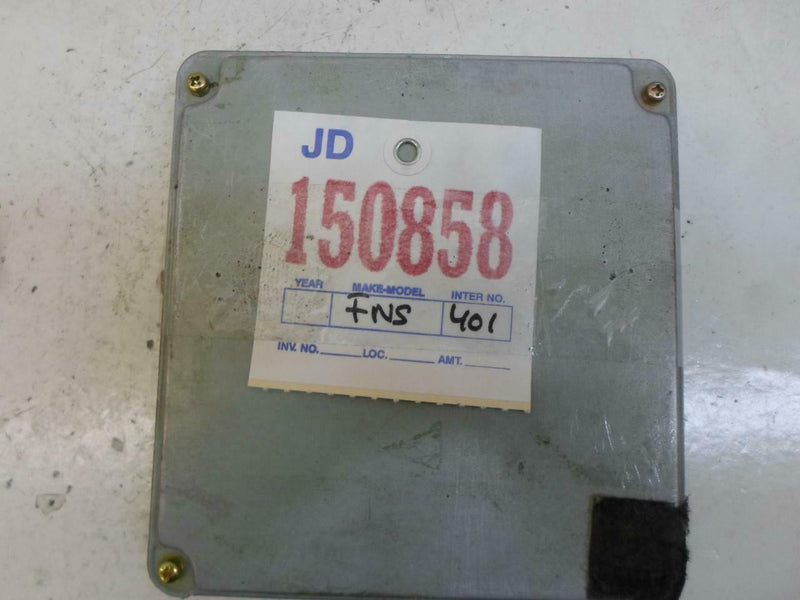 JD
150858
YEAR MAKE-MODEL INTER NO.
FNS 401
INV. NO. LOC. AMT.